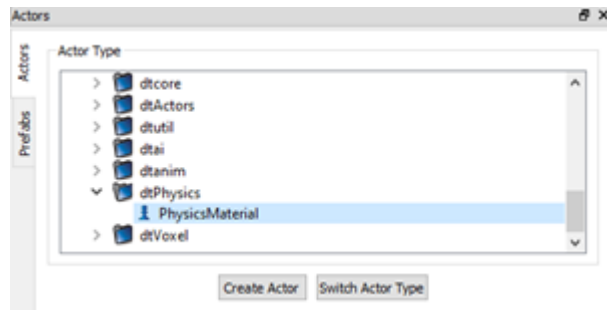 Actors
Actors
Prefabs
Actor Type
dtcore
dtActors
dtutil
dtai
dtanim
dtPhysics
PhysicsMaterial
dtVoxel
Create Actor
Switch Actor Type